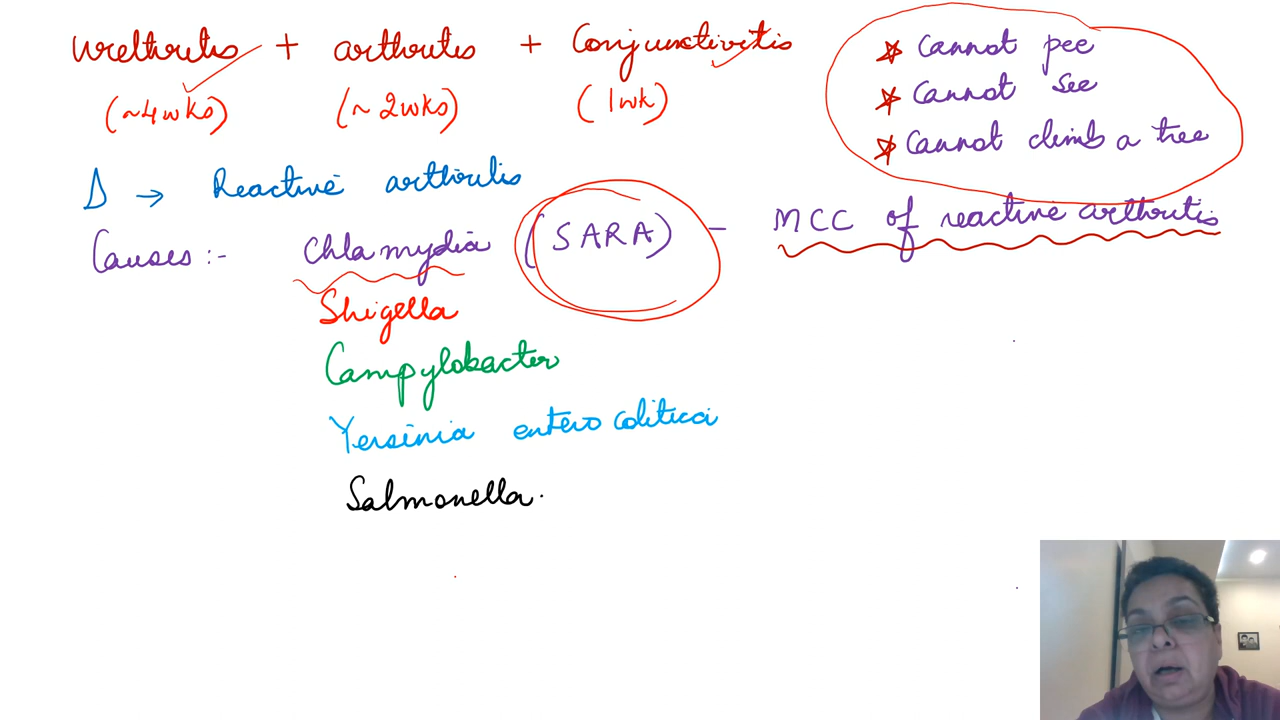 urethritis + arthritis + Conjunctivitis
(~4wks) (~2wks) (1wk)
* Cannot pee
* Cannot see
* Cannot climb a tree
Δ → Reactive arthritis
Causes :- Chlamydia (SARA) - MCC of reactive arthritis
Shigella
Campylobacter
Yersinia enterocolitica
Salmonella.